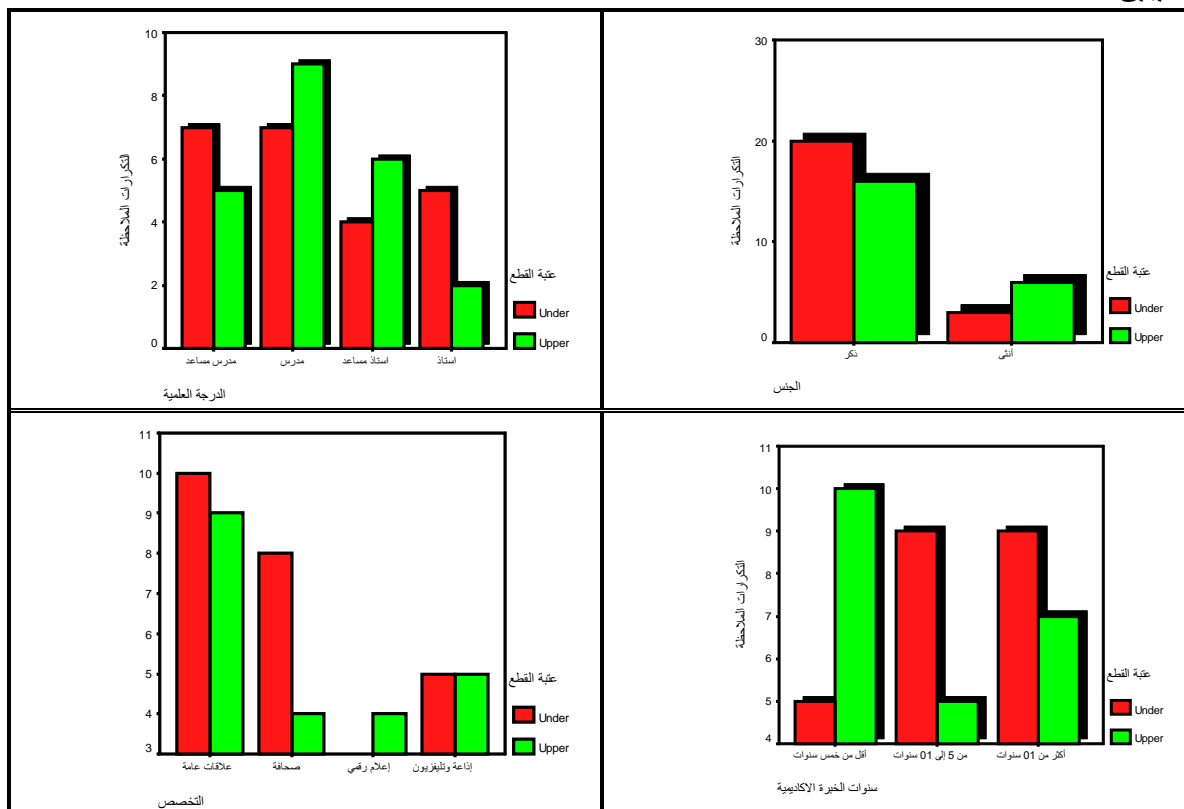 10
8
6
4
2
0
التكرارات الملاحظة
مدرس مساعد
مدرس
استاذ مساعد
استاذ
الدرجة العلمية
عتبة القطع
Under
Upper
30
20
10
0
التكرارات الملاحظة
ذكر
أنثى
الجنس
عتبة القطع
Under
Upper
11
10
9
8
7
6
5
4
3
علاقات عامة
صحافة
إعلام رقمي
إذاعة وتليفزيون
التخصص
عتبة القطع
Under
Upper
11
10
9
8
7
6
5
4
التكرارات الملاحظة
أقل من خمس سنوات
من 5 إلى 01 سنوات
أكثر من 01 سنوات
سنوات الخبرة الاكاديمية
عتبة القطع
Under
Upper